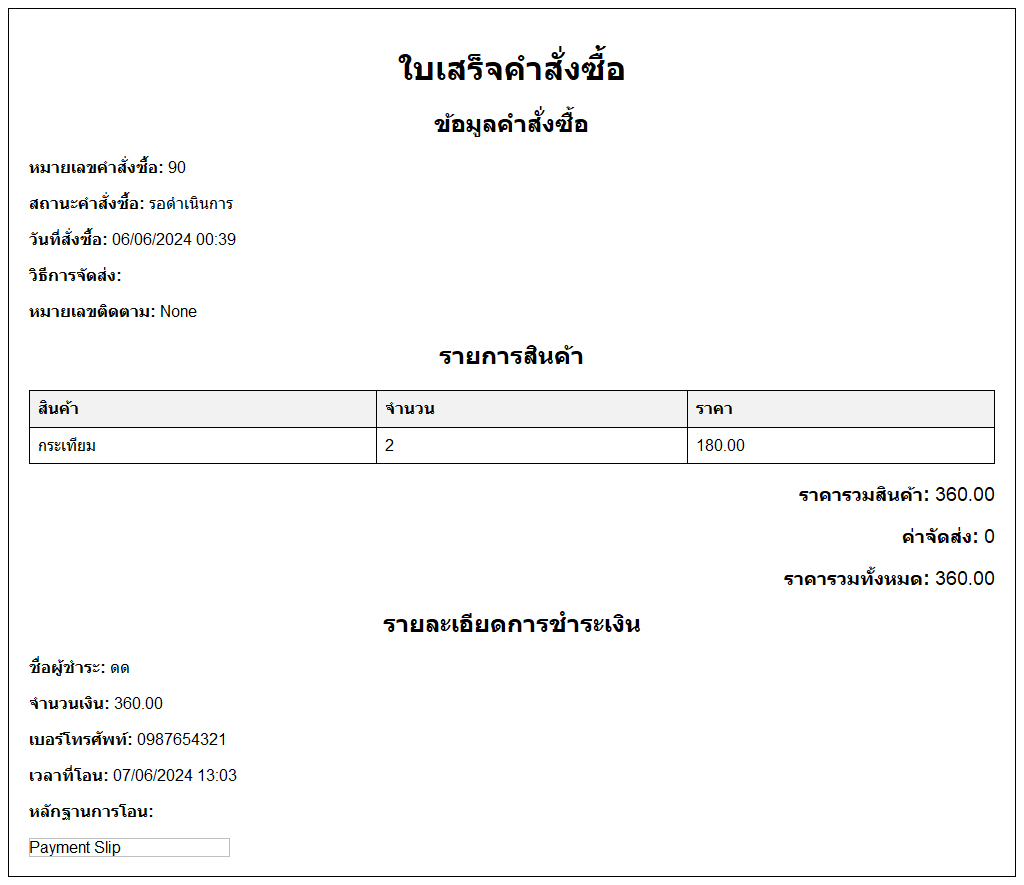 ใบเสร็จคำสั่งซื้อ
ข้อมูลคำสั่งซื้อ
หมายเลขคำสั่งซื้อ: 90
สถานะคำสั่งซื้อ: รอดำเนินการ
วันที่สั่งซื้อ: 06/06/2024 00:39
วิธีการจัดส่ง:
หมายเลขติดตาม: None
รายการสินค้า
สินค้า จำนวน ราคา
กระเทียม 2 180.00
ราคารวมสินค้า: 360.00
ค่าจัดส่ง: 0
ราคารวมทั้งหมด: 360.00
รายละเอียดการชำระเงิน
ชื่อผู้ชำระ: ดด
จำนวนเงิน: 360.00
เบอร์โทรศัพท์: 0987654321
เวลาที่โอน: 07/06/2024 13:03
หลักฐานการโอน:
Payment Slip